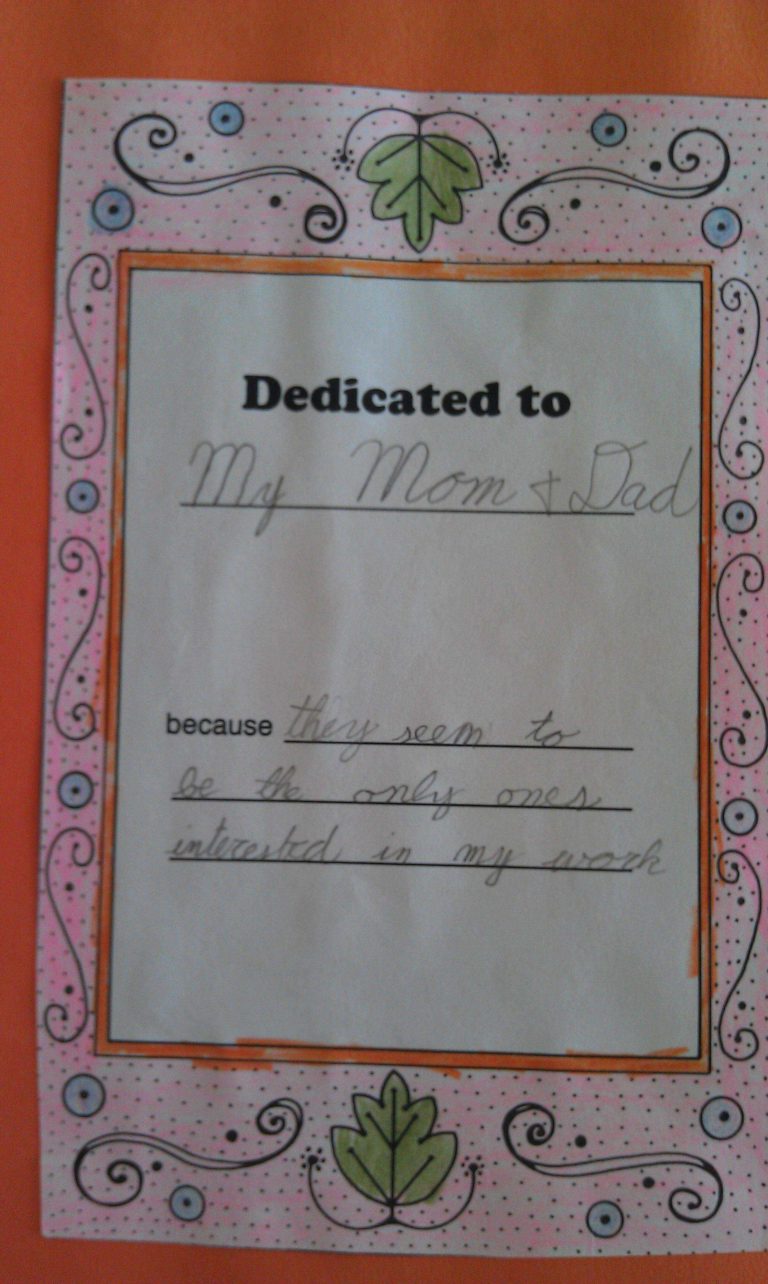 Dedicated to
My Mom + Dad
because they seem to
be the only ones
interested in my work